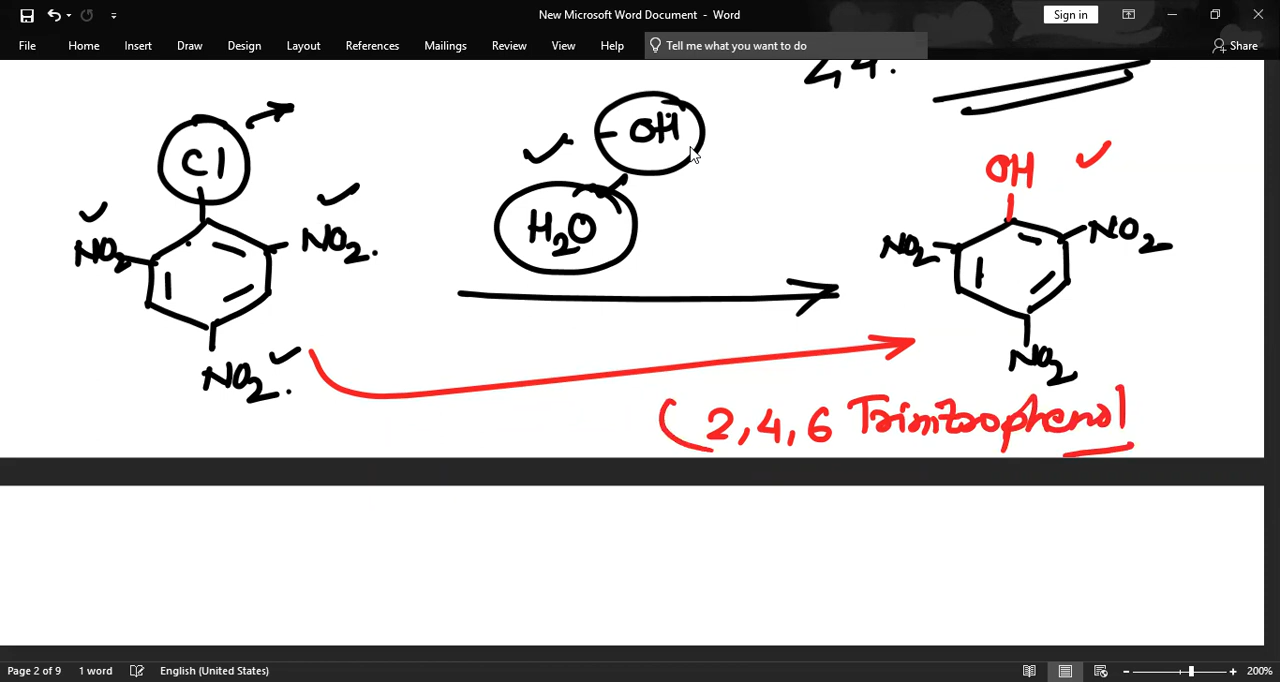 New Microsoft Word Document - Word
Sign in
File Home Insert Draw Design Layout References Mailings Review View Help Tell me what you want to do Share
Cl
NO2
NO2.
NO2.
-OH
H2O
OH
NO2
NO2
NO2
(2,4,6 Trinitrophenol
Page 2 of 9 1 word English (United States) 200%